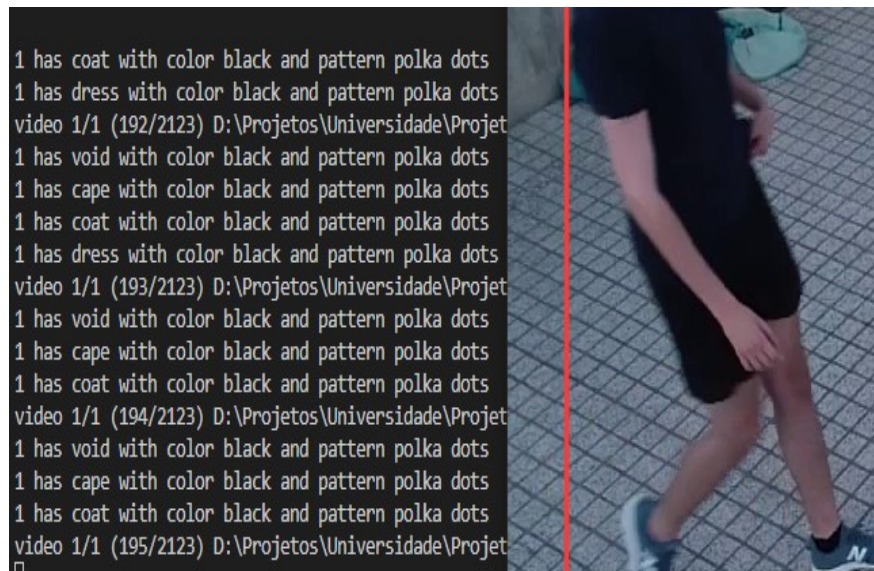 1 has coat with color black and pattern polka dots
1 has dress with color black and pattern polka dots
video 1/1 (192/2123) D:\Projetos\Universidade\Projet
1 has void with color black and pattern polka dots
1 has cape with color black and pattern polka dots
1 has coat with color black and pattern polka dots
1 has dress with color black and pattern polka dots
video 1/1 (193/2123) D:\Projetos\Universidade\Projet
1 has void with color black and pattern polka dots
1 has cape with color black and pattern polka dots
1 has coat with color black and pattern polka dots
video 1/1 (194/2123) D:\Projetos\Universidade\Projet
1 has void with color black and pattern polka dots
1 has cape with color black and pattern polka dots
1 has coat with color black and pattern polka dots
video 1/1 (195/2123) D:\Projetos\Universidade\Projet
N